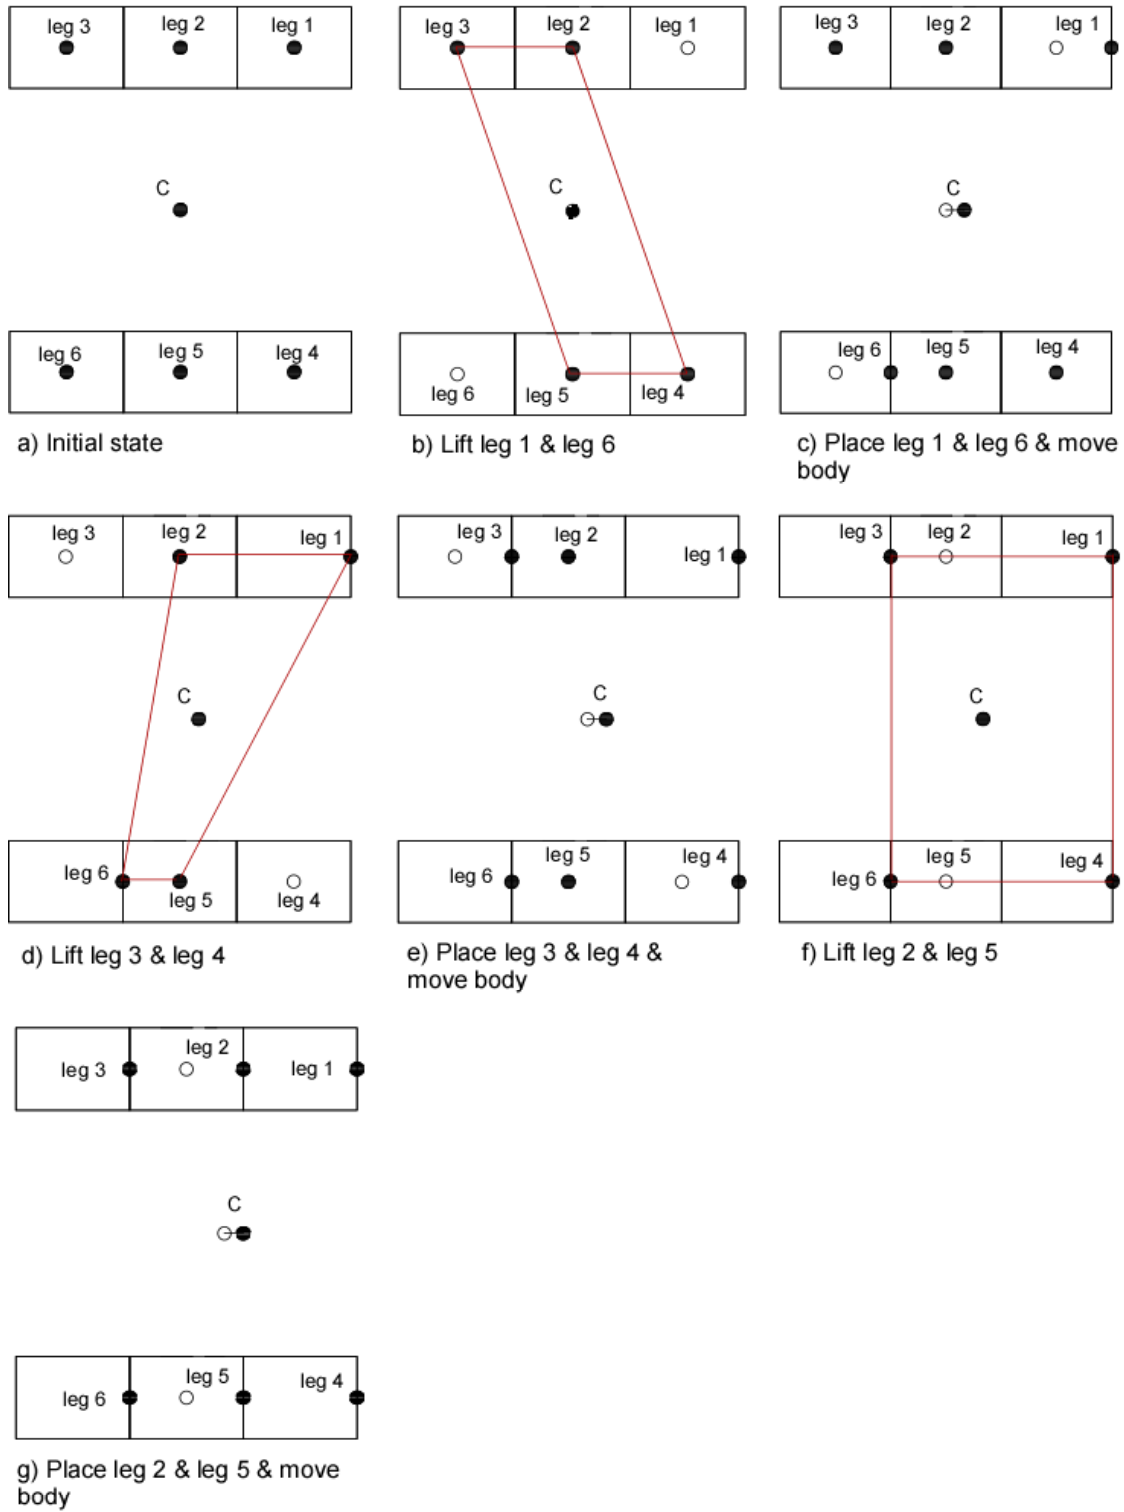 leg 3 leg 2 leg 1
C
leg 6 leg 5 leg 4
a) Initial state
leg 3 leg 2 leg 1
C
leg 6 leg 5 leg 4
b) Lift leg 1 & leg 6
leg 3 leg 2 leg 1
C
leg 6 leg 5 leg 4
c) Place leg 1 & leg 6 & move
body
leg 3 leg 2 leg 1
C
leg 6 leg 5 leg 4
d) Lift leg 3 & leg 4
leg 3 leg 2 leg 1
C
leg 6 leg 5 leg 4
e) Place leg 3 & leg 4 &
move body
leg 3 leg 2 leg 1
C
leg 6 leg 5 leg 4
f) Lift leg 2 & leg 5
leg 3 leg 2 leg 1
C
leg 6 leg 5 leg 4
g) Place leg 2 & leg 5 & move
body